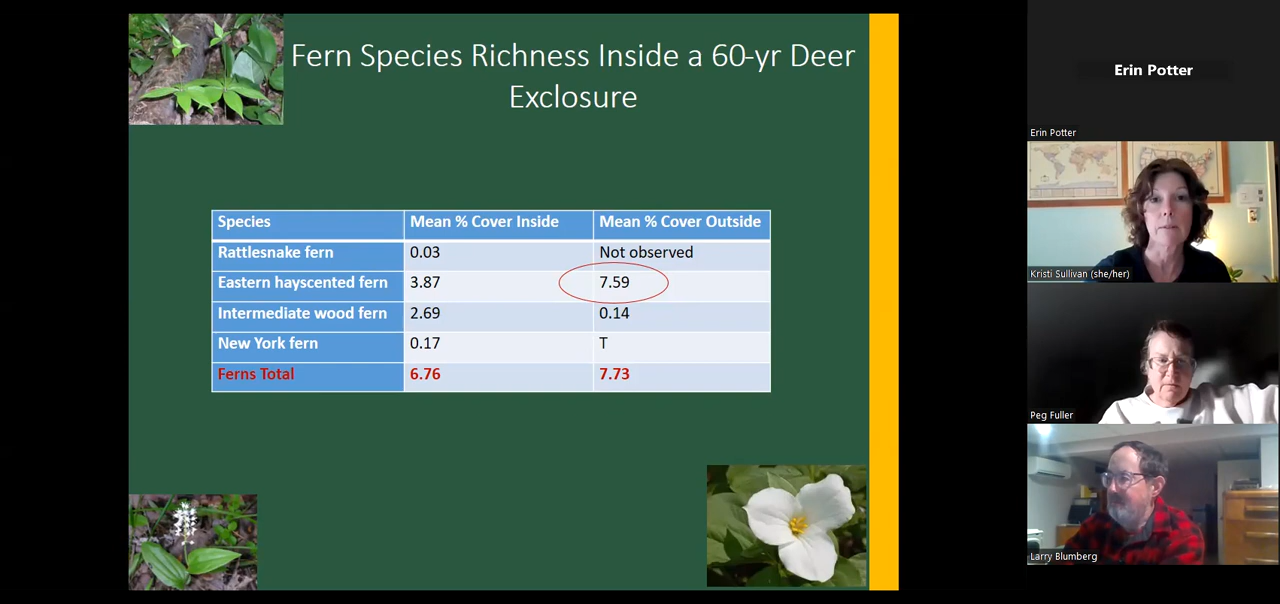 Fern Species Richness Inside a 60-yr Deer
Exclosure
Species Mean % Cover Inside Mean % Cover Outside
Rattlesnake fern 0.03 Not observed
Eastern hayscented fern 3.87 7.59
Intermediate wood fern 2.69 0.14
New York fern 0.17 T
Ferns Total 6.76 7.73
Erin Potter
Erin Potter
Kristi Sullivan (she/her)
Peg Fuller
Larry Blumberg